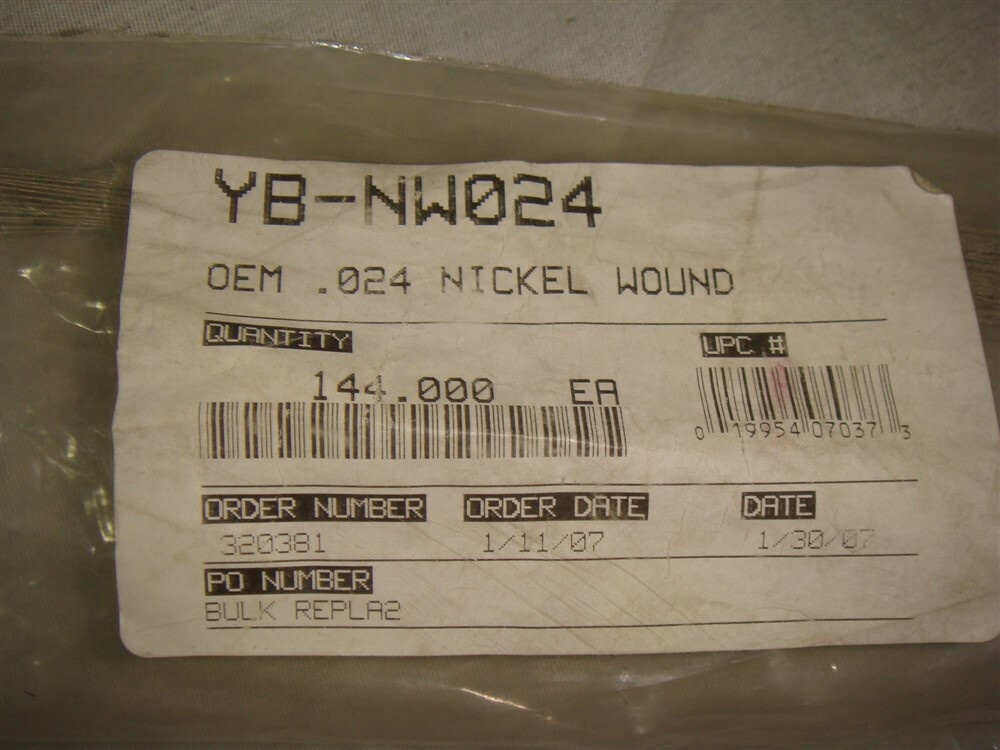 YB-NW024
OEM .024 NICKEL WOUND
QUANTITY
UPC #
144.000 EA
0 19954 07037 3
ORDER NUMBER ORDER DATE DATE
320381 1/11/07 1/30/07
PO NUMBER
BULK REPLA2